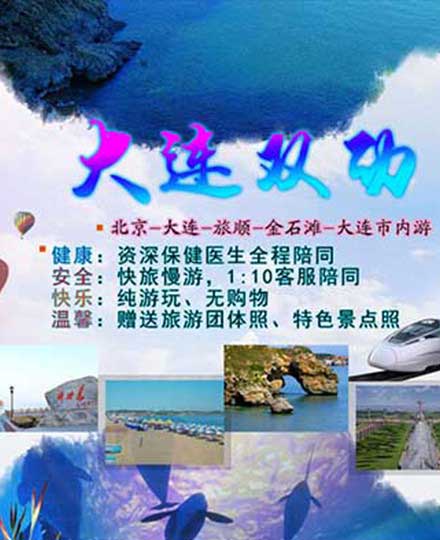 大连双功
北京-大连-旅顺-金石滩-大连市内游
健康：资深保健医生全程陪同
安全：快旅慢游，1:10客服陪同
快乐：纯游玩、无购物
温馨：赠送旅游团体照、特色景点照